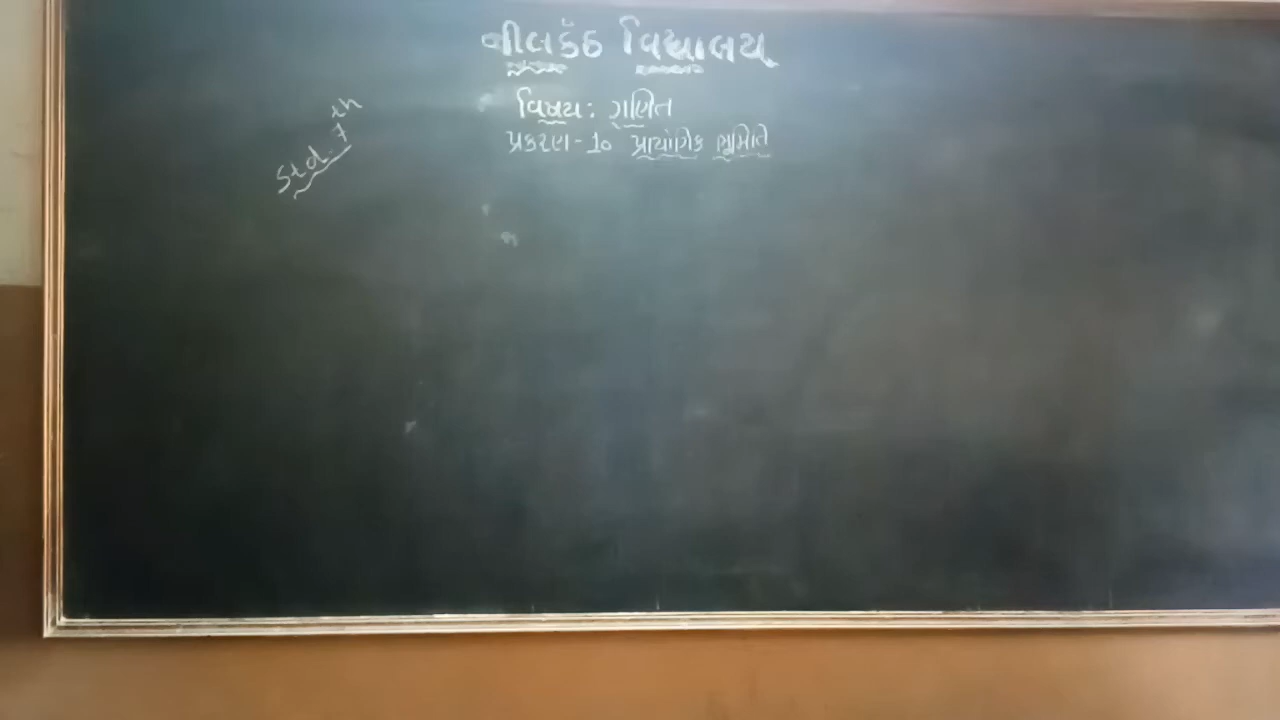 નીલકંઠ વિદ્યાલય
વિષય: ગણિત
પ્રકરણ-10 પ્રાયોગિક ભૂમિતિ
Std. 7th